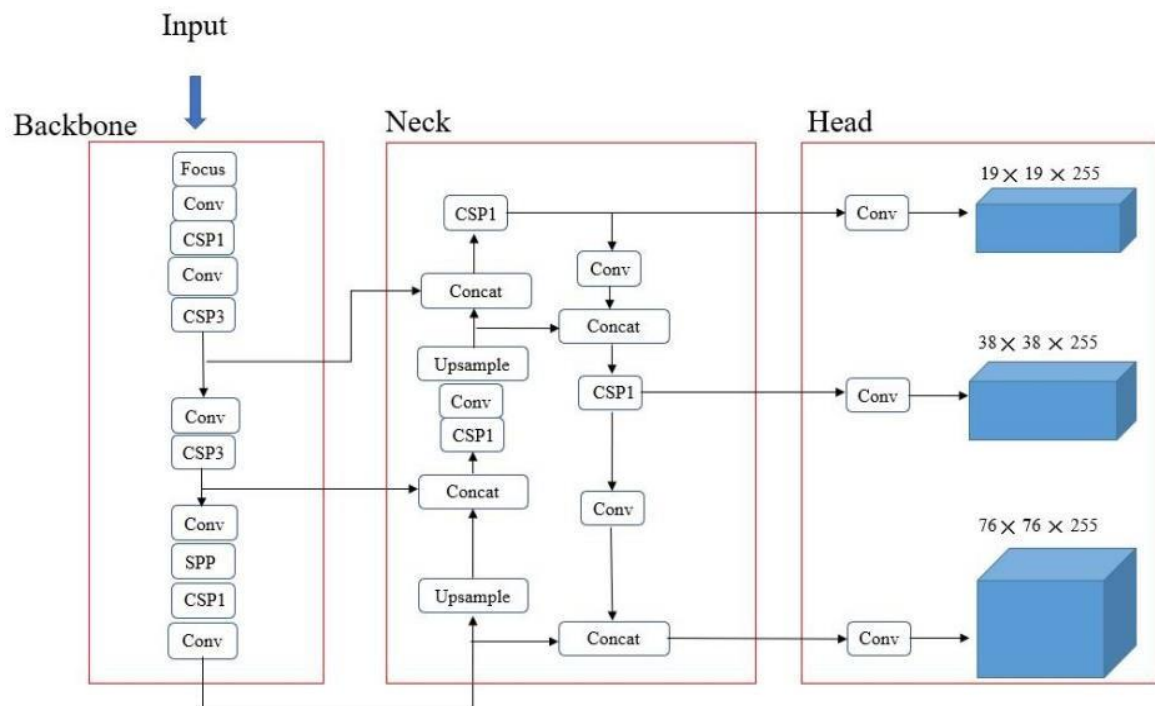 Input
Backbone
Focus
Conv
CSP1
Conv
CSP3
Conv
CSP3
Conv
SPP
CSP1
Conv
Neck
CSP1
Concat
Upsample
Conv
CSP1
Concat
Upsample
Conv
Concat
CSP1
Conv
Concat
Head
Conv
19 × 19 × 255
Conv
38 × 38 × 255
Conv
76 × 76 × 255